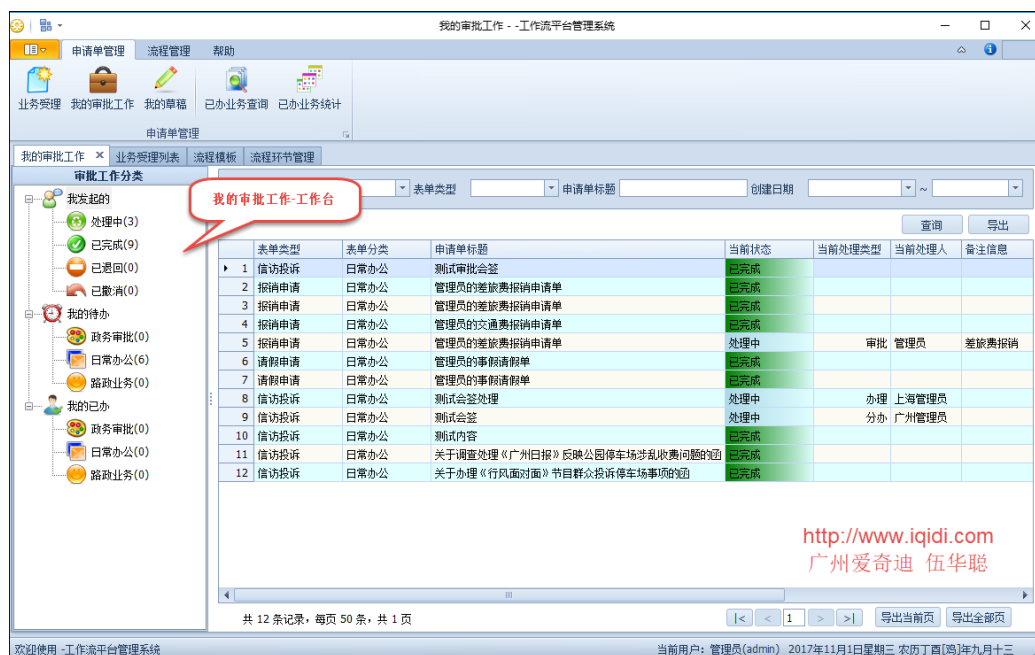 我的审批工作 - -工作流平台管理系统
申请单管理 流程管理 帮助
业务受理 我的审批工作 我的草稿 已办业务查询 已办业务统计
申请单管理
我的审批工作 × 业务受理列表 流程模板 流程环节管理
审批工作分类
我发起的
处理中(3)
已完成(9)
已退回(0)
已撤消(0)
我的待办
政务审批(0)
日常办公(6)
路政业务(0)
我的已办
政务审批(0)
日常办公(0)
路政业务(0)
我的审批工作-工作台
表单类型 申请单标题 创建日期 ~
查询 导出
表单类型 表单分类 申请单标题 当前状态 当前处理类型 当前处理人 备注信息
1 信访投诉 日常办公 测试审批会签 已完成
2 报销申请 日常办公 管理员的差旅费报销申请单 已完成
3 报销申请 日常办公 管理员的差旅费报销申请单 已完成
4 报销申请 日常办公 管理员的交通费报销申请单 已完成
5 报销申请 日常办公 管理员的差旅费报销申请单 处理中 审批 管理员 差旅费报销
6 请假申请 日常办公 管理员的事假请假单 已完成
7 请假申请 日常办公 管理员的事假请假单 已完成
8 信访投诉 日常办公 测试会签处理 处理中 办理 上海管理员
9 信访投诉 日常办公 测试会签 处理中 分办 广州管理员
10 信访投诉 日常办公 测试内容 已完成
11 信访投诉 日常办公 关于调查处理《广州日报》反映公园停车场涉乱收费问题的函 已完成
12 信访投诉 日常办公 关于办理《行风面对面》节目群众投诉停车场事项的函 已完成
http://www.iqidi.com
广州爱奇迪 伍华聪
共 12 条记录，每页 50 条，共 1 页
|< < 1 > >| 导出当前页 导出全部页
欢迎使用 -工作流平台管理系统
当前用户：管理员(admin) 2017年11月1日星期三 农历丁酉[鸡]年九月十三